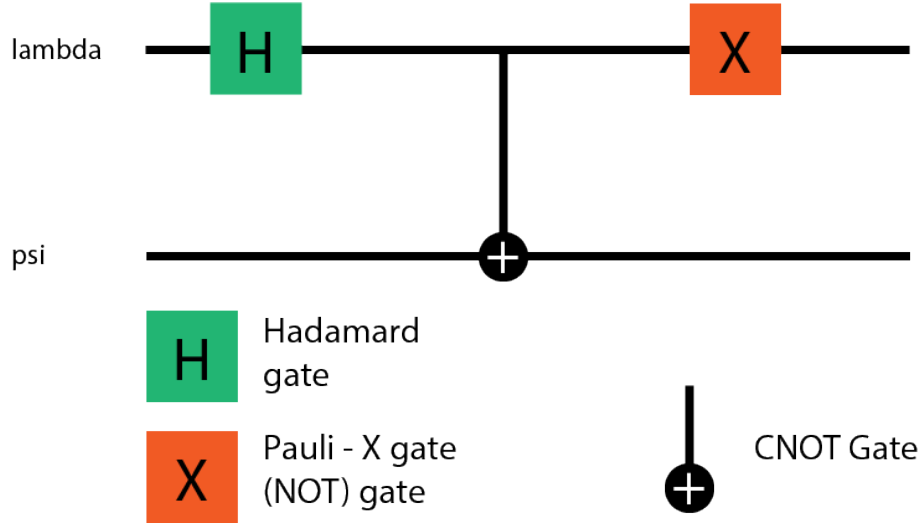 lambda
H
X
psi
H
Hadamard
gate
X
Pauli - X gate
(NOT) gate
CNOT Gate